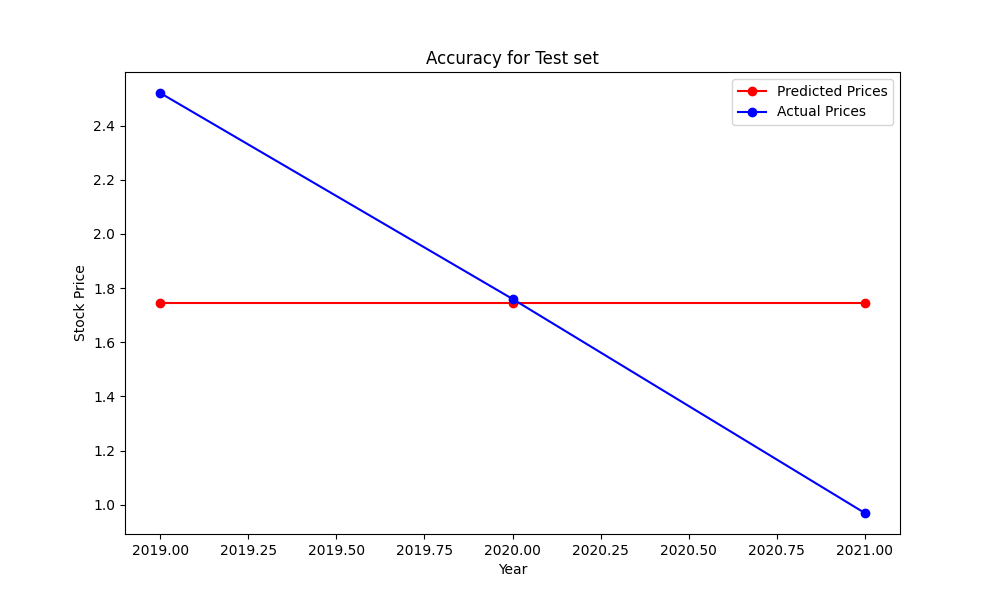 Accuracy for Test set
Predicted Prices
Actual Prices
Stock Price
2.4
2.2
2.0
1.8
1.6
1.4
1.2
1.0
2019.00 2019.25 2019.50 2019.75 2020.00 2020.25 2020.50 2020.75 2021.00
Year